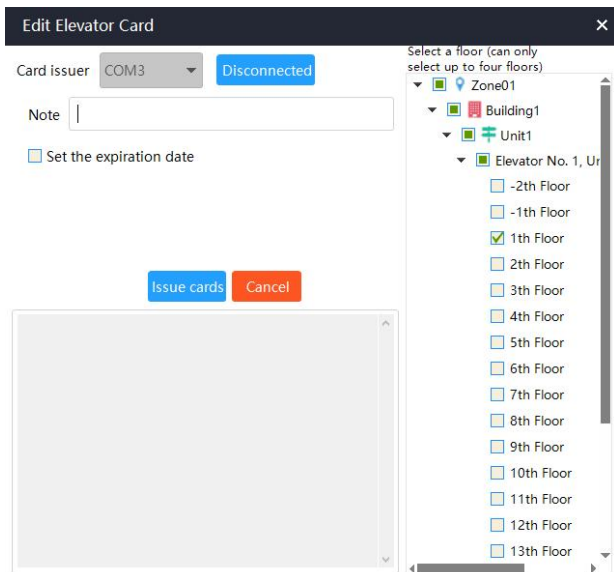 Edit Elevator Card
Card issuer COM3 Disconnected
Note
Set the expiration date
Issue cards Cancel
Select a floor (can only
select up to four floors)
Zone01
Building1
Unit1
Elevator No. 1, Ur
-2th Floor
-1th Floor
1th Floor
2th Floor
3th Floor
4th Floor
5th Floor
6th Floor
7th Floor
8th Floor
9th Floor
10th Floor
11th Floor
12th Floor
13th Floor